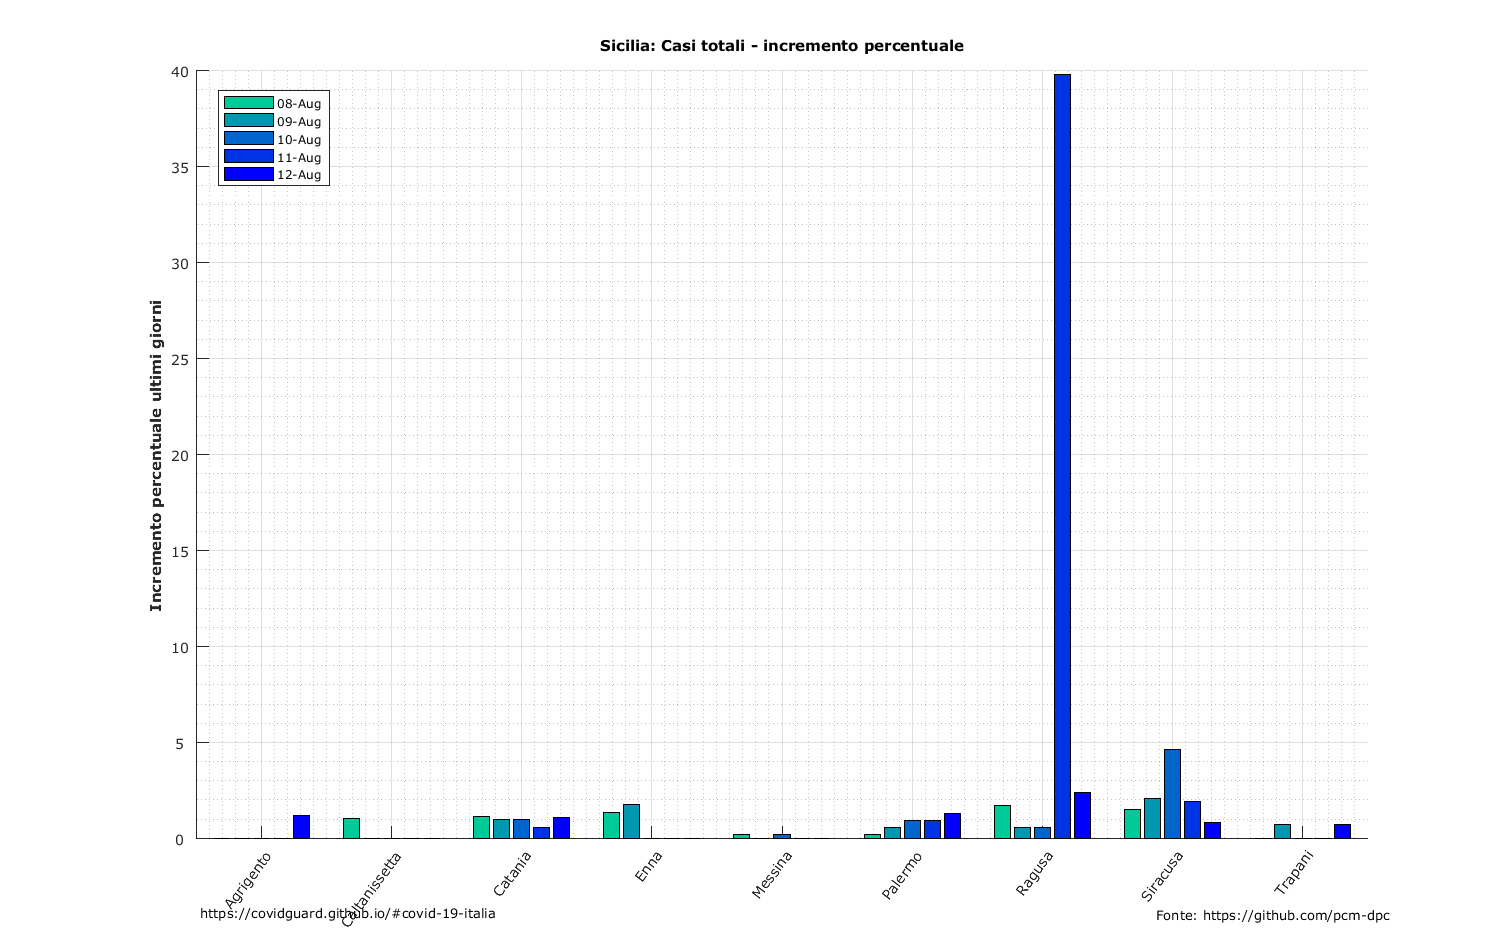 Sicilia: Casi totali - incremento percentuale
40
35
30
25
20
15
10
5
0
Incremento percentuale ultimi giorni
08-Aug
09-Aug
10-Aug
11-Aug
12-Aug
Agrigento
Caltanissetta
Catania
Enna
Messina
Palermo
Ragusa
Siracusa
Trapani
https://covidguard.github.io/#covid-19-italia
Fonte: https://github.com/pcm-dpc